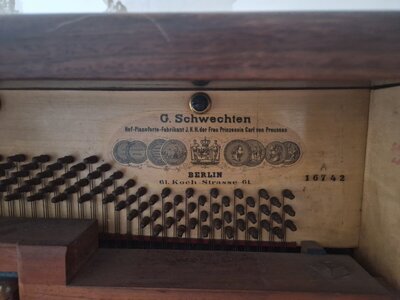 G. Schwechten
Hof-Pianoforte-Fabrikant J. K. H. der Frau Prinzessin Carl von Preussen
BERLIN
61. Koch Strasse 61.
16742